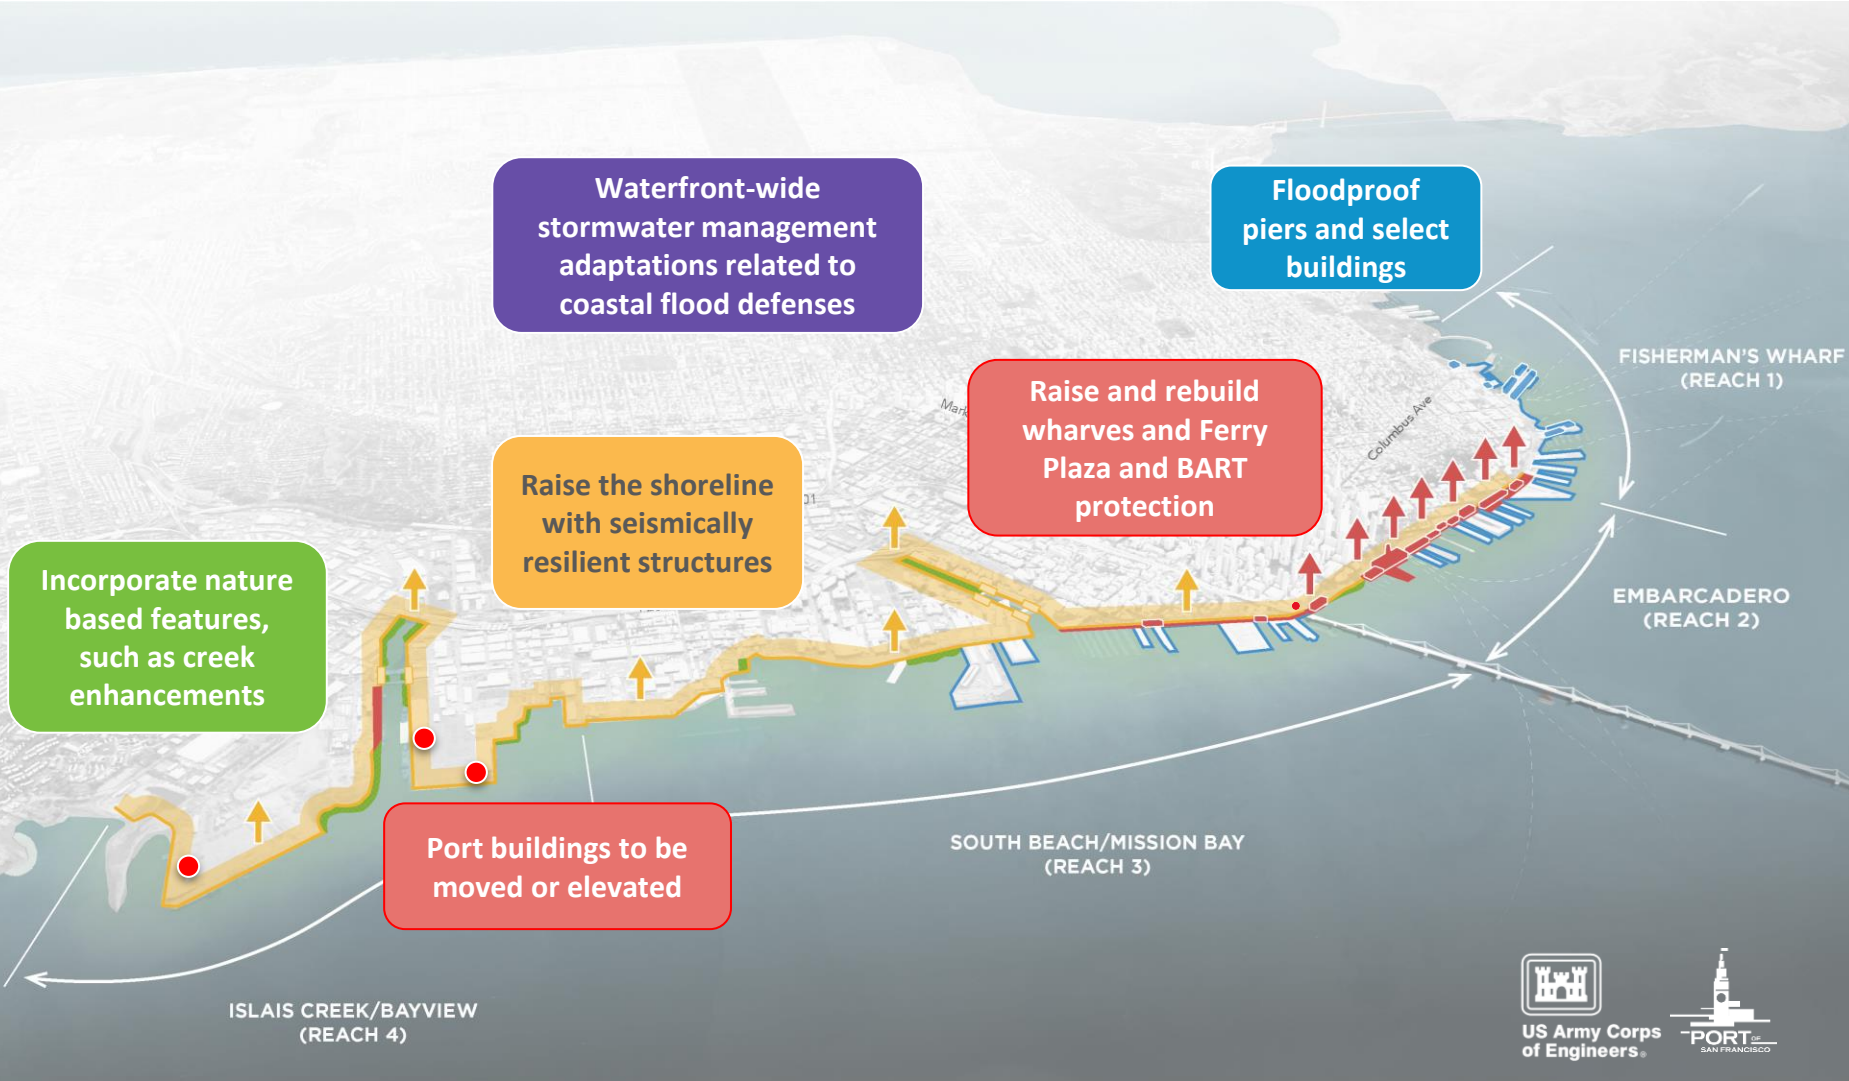 Waterfront-wide
stormwater management
adaptations related to
coastal flood defenses
Floodproof
piers and select
buildings
FISHERMAN'S WHARF
(REACH 1)
Raise and rebuild
wharves and Ferry
Plaza and BART
protection
Columbus Ave
Raise the shoreline
with seismically
resilient structures
Incorporate nature
based features,
such as creek
enhancements
EMBARCADERO
(REACH 2)
Port buildings to be
moved or elevated
SOUTH BEACH/MISSION BAY
(REACH 3)
ISLAIS CREEK/BAYVIEW
(REACH 4)
US Army Corps
of Engineers®
PORT OF
SAN FRANCISCO